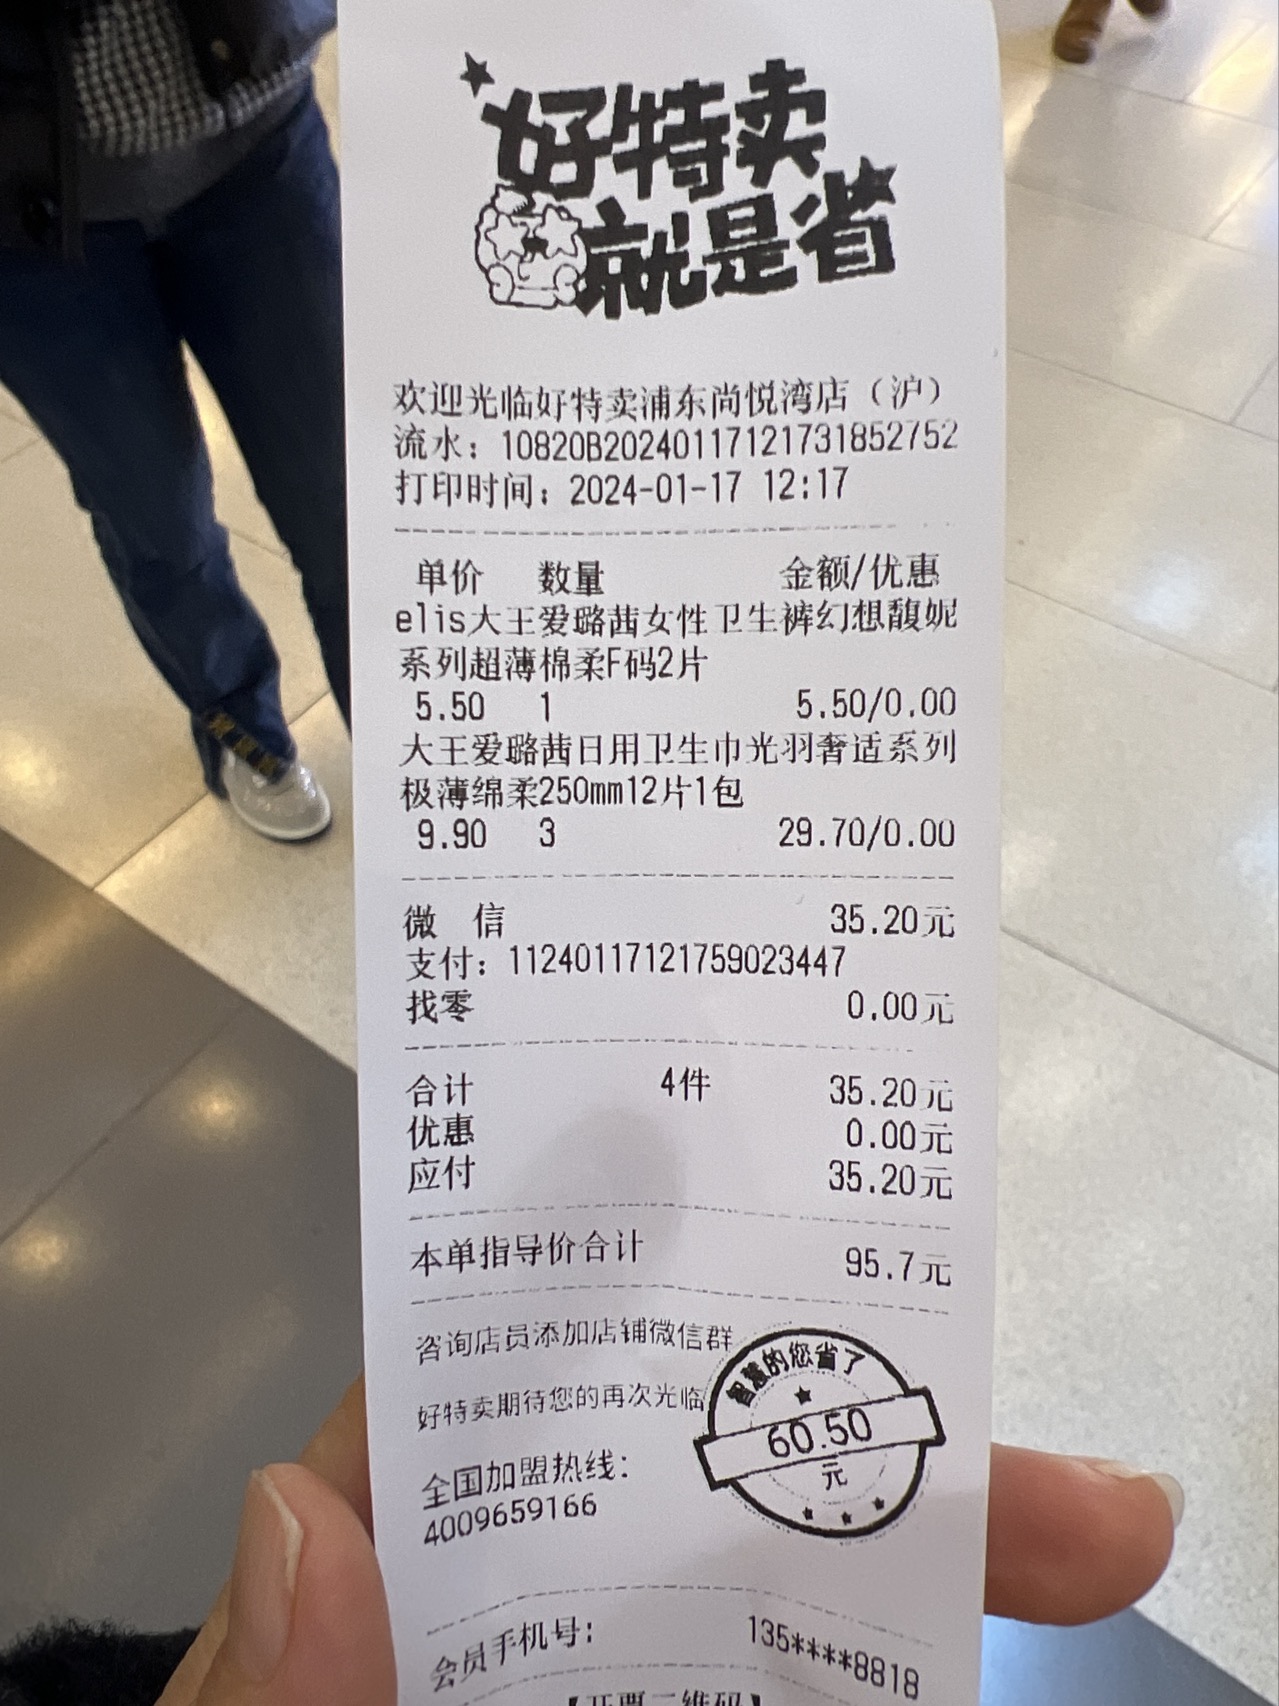 好特卖
就是省
欢迎光临好特卖浦东尚悦湾店（沪）
流水：10820B20240117121731852752
打印时间：2024-01-17 12:17
单价 数量 金额/优惠
elis大王爱璐茜女性卫生裤幻想馥妮
系列超薄棉柔F码2片
5.50 1 5.50/0.00
大王爱璐茜日用卫生巾光羽奢适系列
极薄绵柔250mm12片1包
9.90 3 29.70/0.00
微 信 35.20元
支付：11240117121759023447
找零 0.00元
合计 4件 35.20元
优惠 0.00元
应付 35.20元
本单指导价合计 95.7元
咨询店员添加店铺微信群
好特卖期待您的再次光临
智慧的您省了
60.50
元
全国加盟热线：
4009659166
会员手机号： 135****8818
【开票二维码】